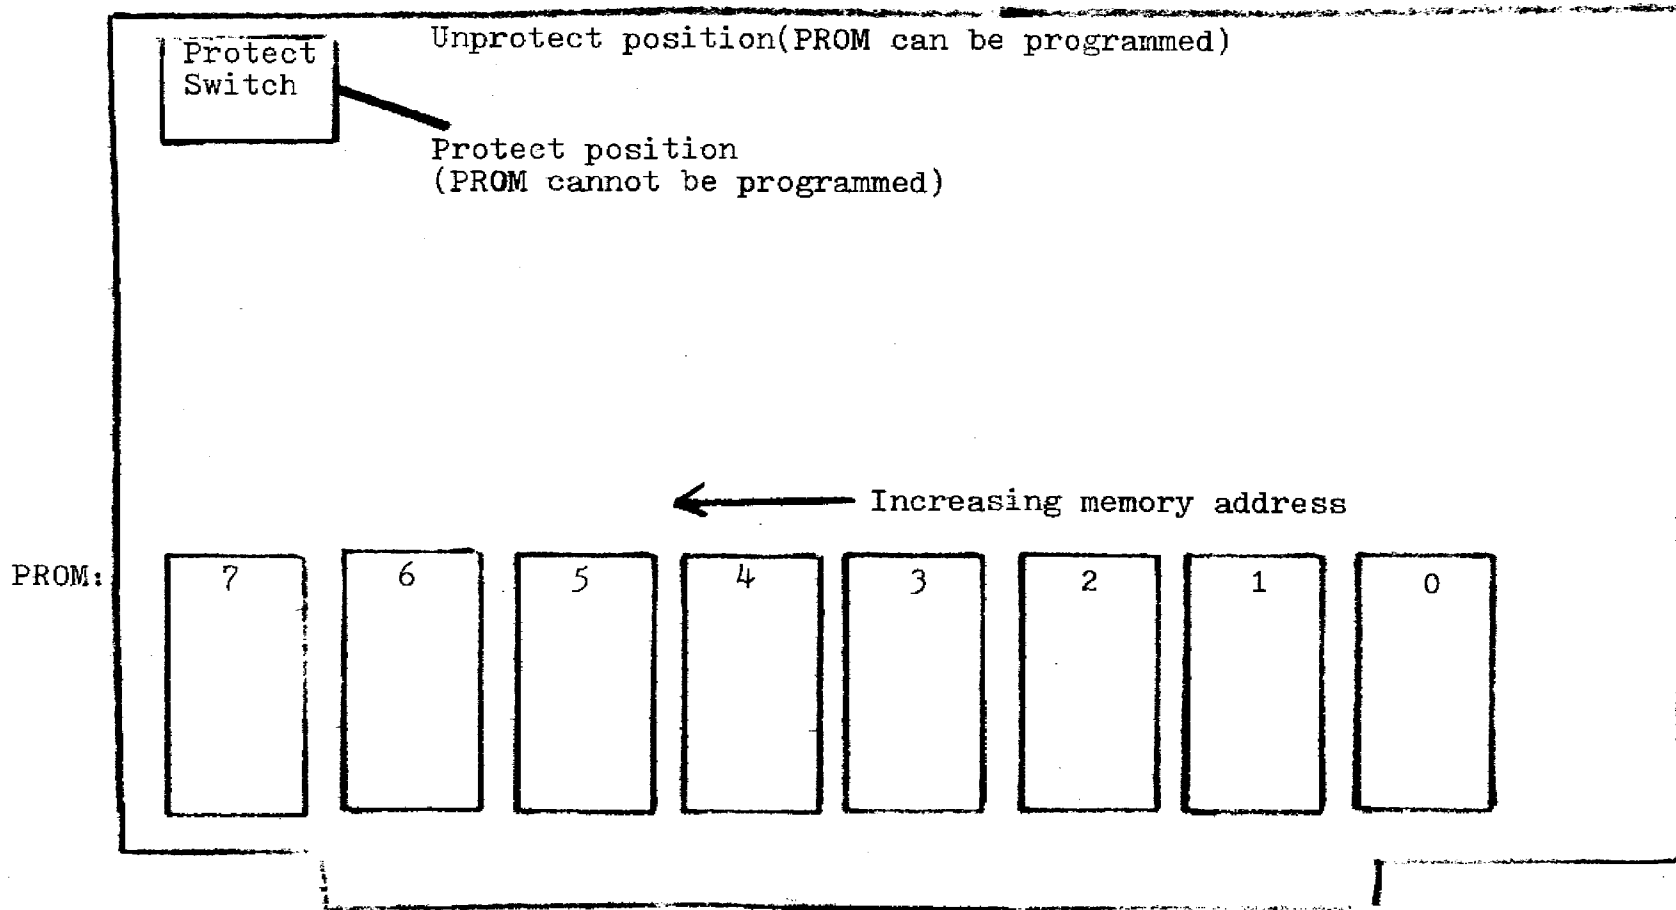 Unprotect position(PROM can be programmed)
Protect
Switch
Protect position
(PROM cannot be programmed)
Increasing memory address
PROM:
7 6 5 4 3 2 1 0